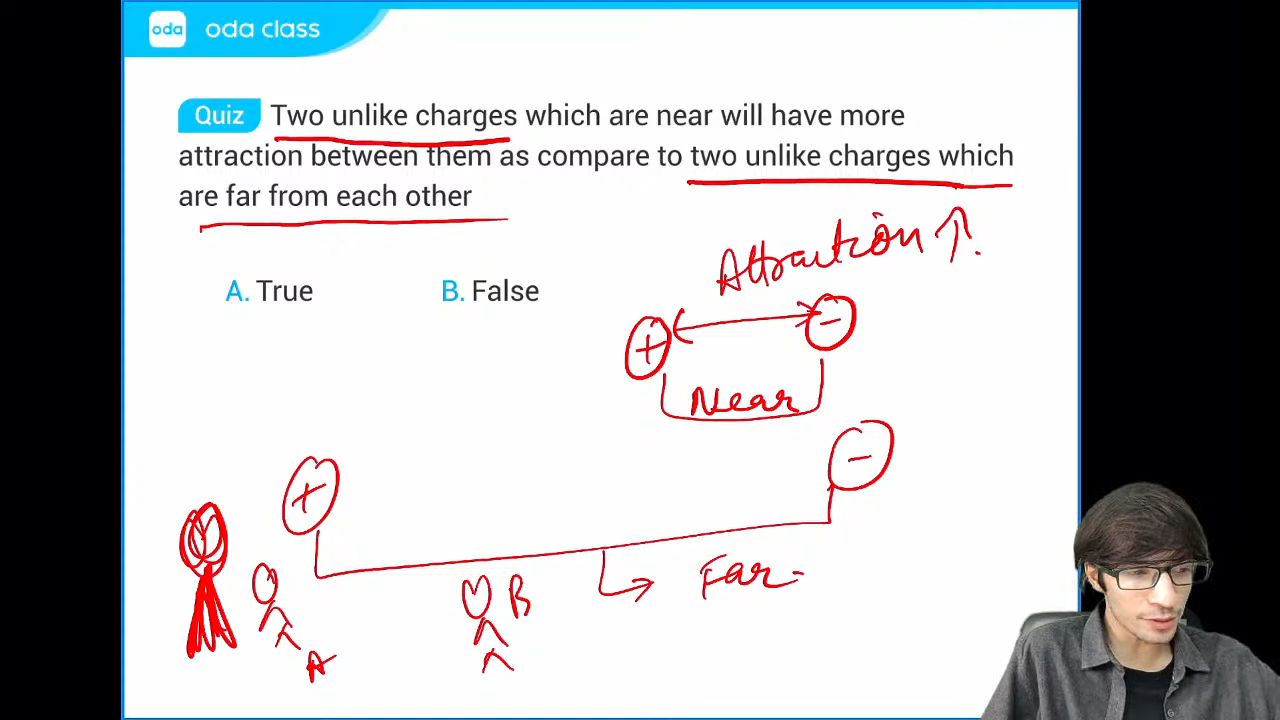 oda oda class
Quiz Two unlike charges which are near will have more
attraction between them as compare to two unlike charges which
are far from each other
A. True B. False
Attraction ↑
+ −
Near
+ −
Far
B
A